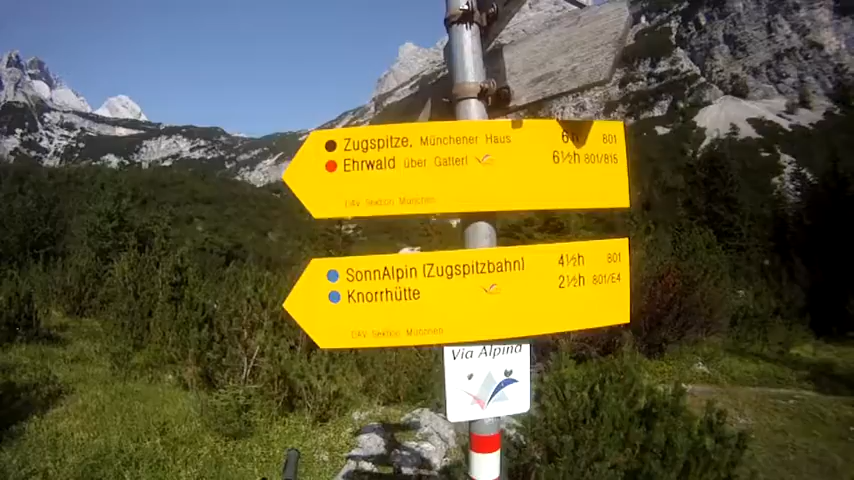 Zugspitze, Münchener Haus 6 h 801
Ehrwald über Gatterl 6½h 801/815
DAV-Sektion München
SonnAlpin (Zugspitzbahn) 4½h 801
Knorrhütte 2½h 801/E4
DAV-Sektion München
Via Alpina